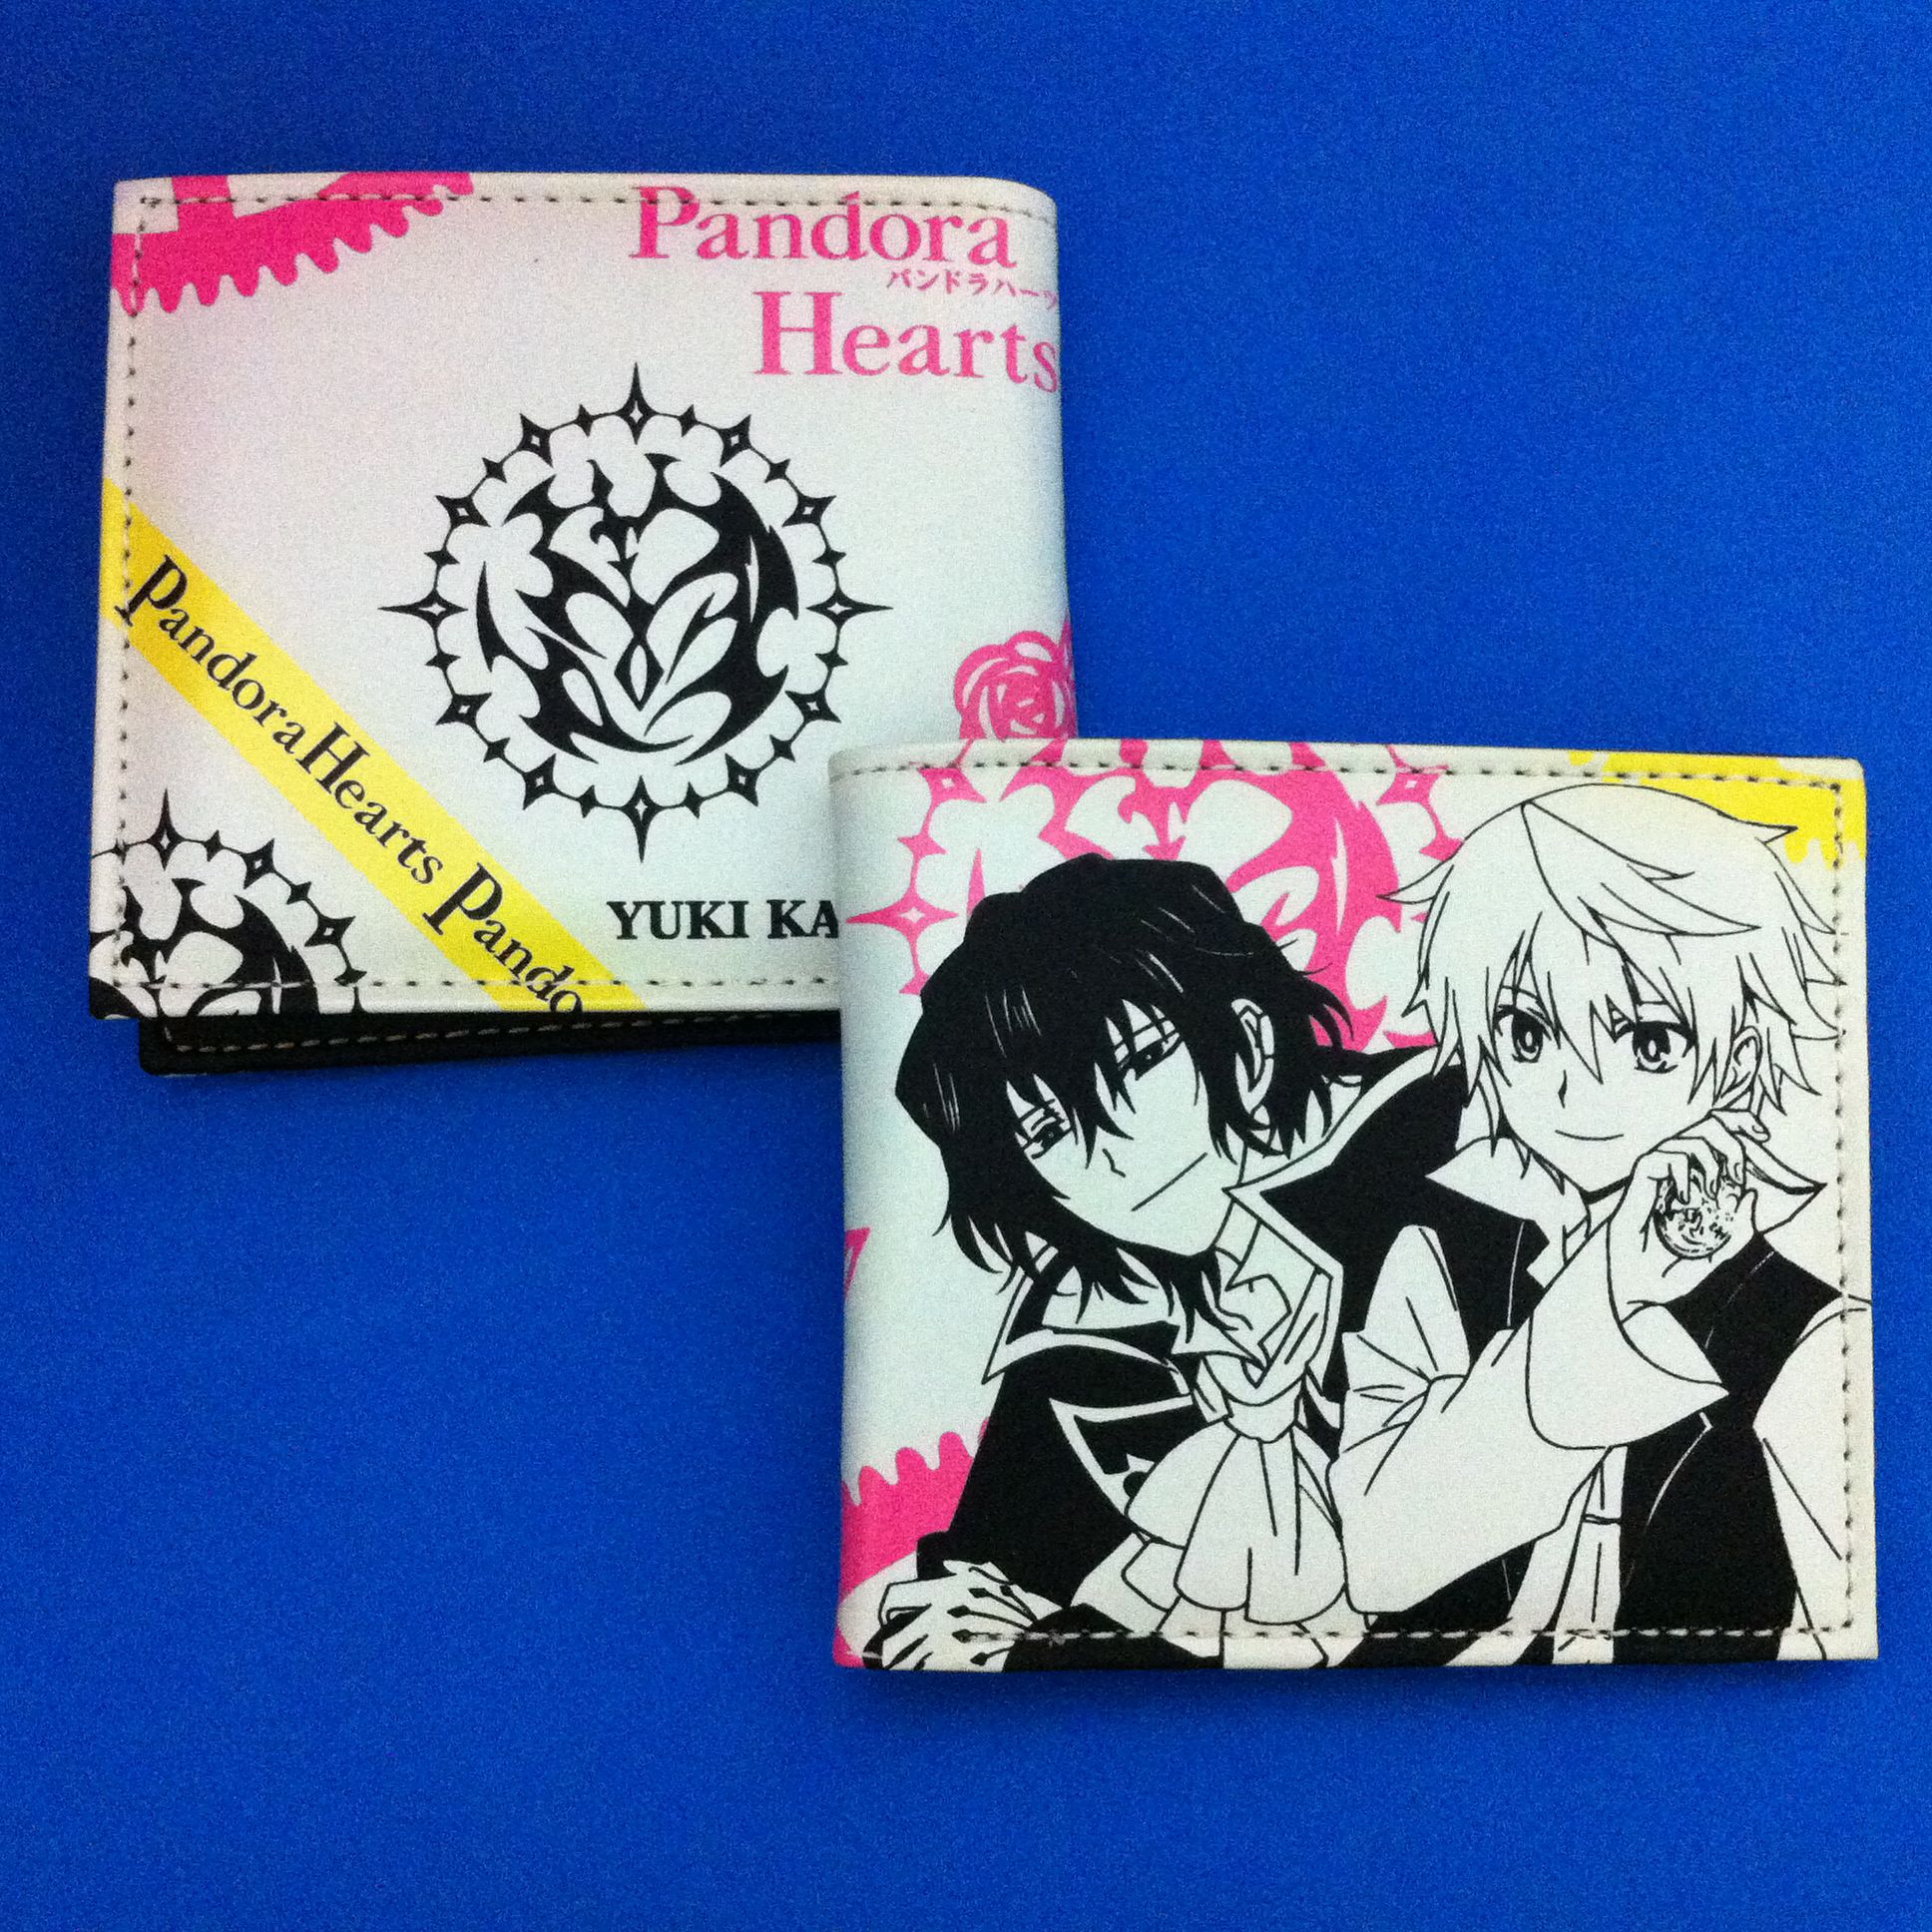 Pandora
パンドラハーツ
Hearts
PandoraHearts Pando
YUKI KA